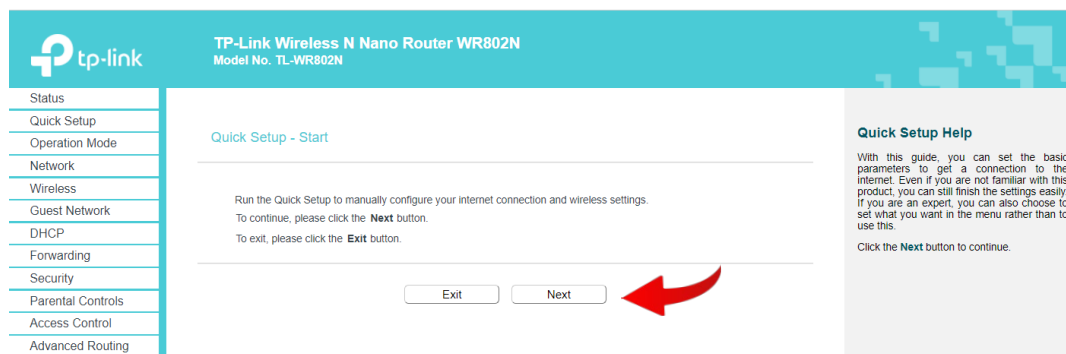 tp-link
TP-Link Wireless N Nano Router WR802N
Model No. TL-WR802N
Status
Quick Setup
Operation Mode
Network
Wireless
Guest Network
DHCP
Forwarding
Security
Parental Controls
Access Control
Advanced Routing
Quick Setup - Start
Run the Quick Setup to manually configure your internet connection and wireless settings.
To continue, please click the Next button.
To exit, please click the Exit button.
Exit
Next
Quick Setup Help
With this guide, you can set the basic
parameters to get a connection to the
internet. Even if you are not familiar with this
product, you can still finish the settings easily.
If you are an expert, you can also choose to
set what you want in the menu rather than to
use this.
Click the Next button to continue.